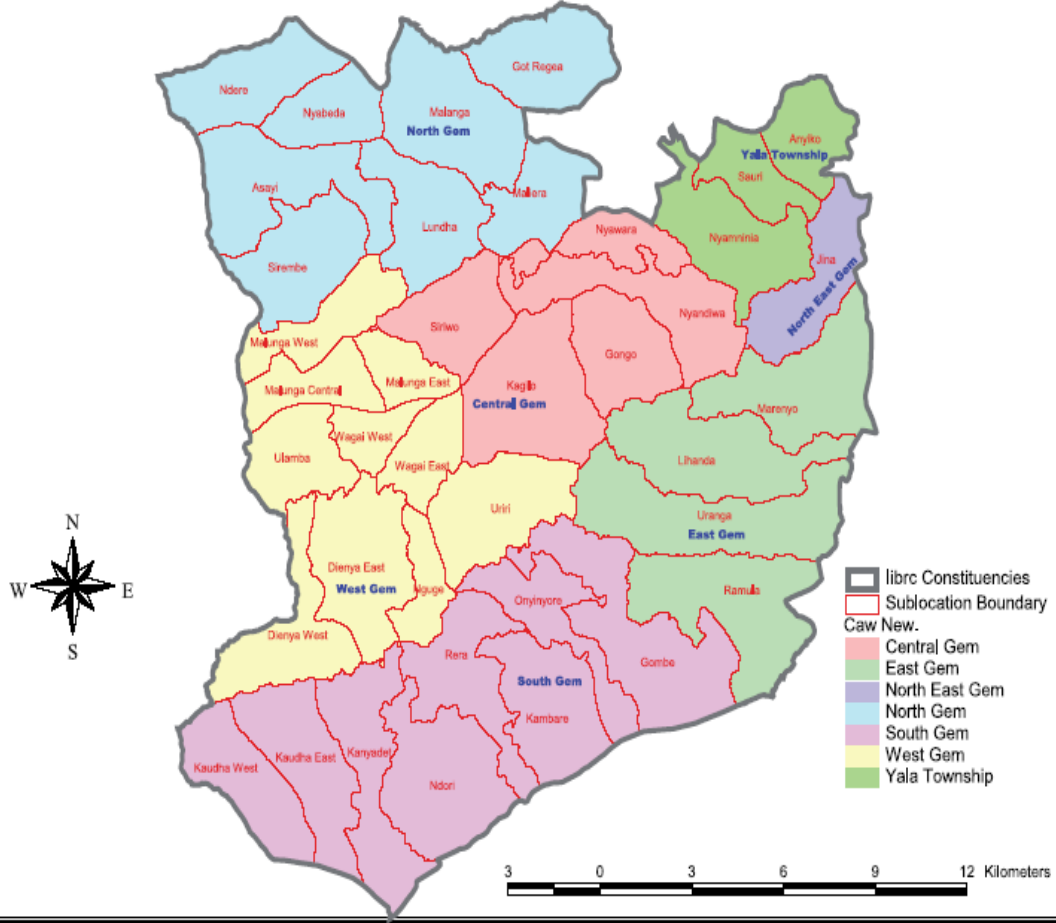 Got Regea
Ndere
Nyabeda
Malanga
North Gem
Anyiko
Yala Township
Sauri
Asayi
Maliera
Lundha
Nyawara
Nyamninia
Sirembe
Jina
North East Gem
Siriwo
Nyandiwa
Malunga West
Gongo
Malunga East
Kagilo
Central Gem
Malunga Central
Marenyo
Wagai West
Ulamba
Wagai East
Lihanda
Uriri
Uranga
East Gem
N
W
E
S
Dienya East
West Gem
Nguge
Ramulla
Onyinyore
Dienya West
Rera
Gombe
South Gem
Kambare
Kaudha West
Kaudha East
Kanyadet
Ndori
Iibrc Constituencies
Sublocation Boundary
Caw New.
Central Gem
East Gem
North East Gem
North Gem
South Gem
West Gem
Yala Township
3 0 3 6 9 12 Kilometers